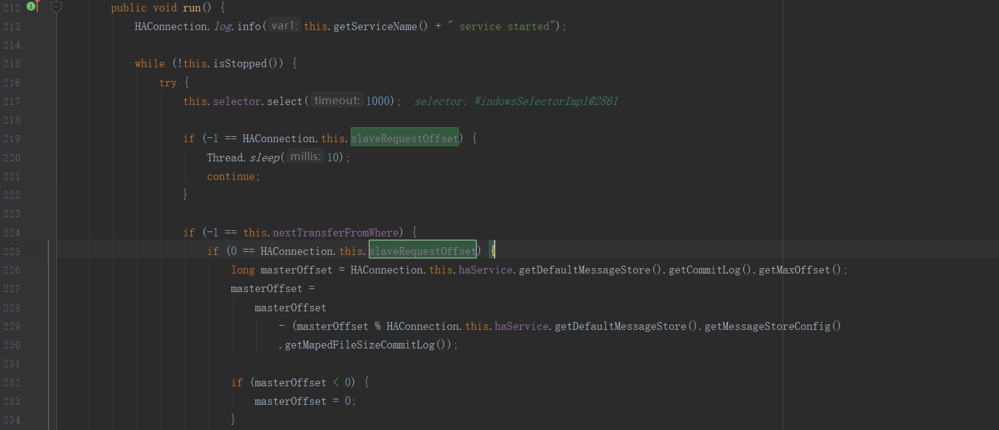 212 public void run() {
213 HAConnection.log.info( var1: this.getServiceName() + " service started");
214
215 while (!this.isStopped()) {
216 try {
217 this.selector.select( timeout: 1000); selector: WindowsSelectorImpl@2861
218
219 if (-1 == HAConnection.this.slaveRequestOffset) {
220 Thread.sleep( millis: 10);
221 continue;
222 }
223
224 if (-1 == this.nextTransferFromWhere) {
225 if (0 == HAConnection.this.slaveRequestOffset) {
226 long masterOffset = HAConnection.this.haService.getDefaultMessageStore().getCommitLog().getMaxOffset();
227 masterOffset =
228 masterOffset
229 - (masterOffset % HAConnection.this.haService.getDefaultMessageStore().getMessageStoreConfig()
230 .getMapedFileSizeCommitLog());
231
232 if (masterOffset < 0) {
233 masterOffset = 0;
234 }